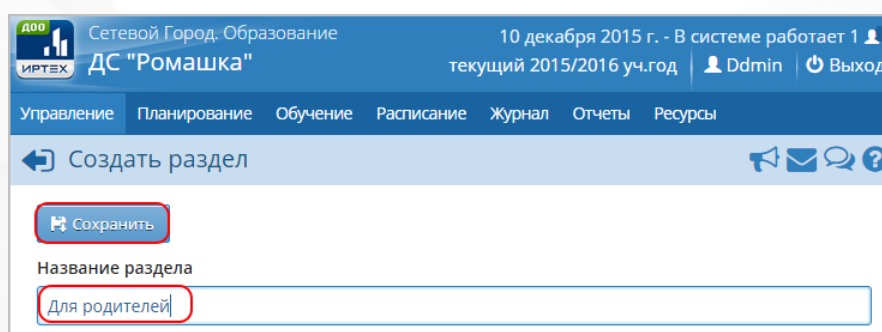 ДОО
ИРТЕХ
Сетевой Город. Образование
ДС "Ромашка"
10 декабря 2015 г. - В системе работает 1
текущий 2015/2016 уч.год Ddmin Выход
Управление Планирование Обучение Расписание Журнал Отчеты Ресурсы
Создать раздел
Сохранить
Название раздела
Для родителей